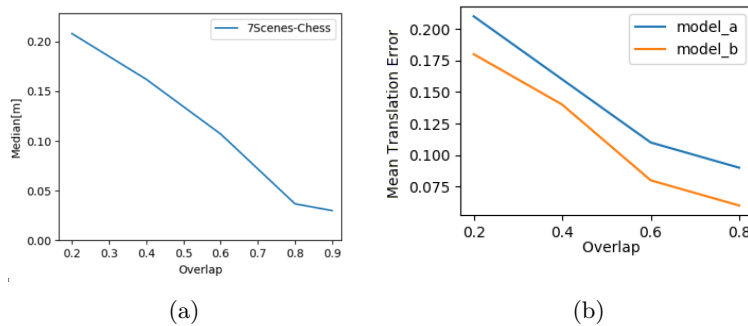 7Scenes-Chess
Median[m]
0.20
0.15
0.10
0.05
0.00
0.2 0.3 0.4 0.5 0.6 0.7 0.8 0.9
Overlap
(a)
model_a
model_b
Mean Translation Error
0.200
0.175
0.150
0.125
0.100
0.075
0.2 0.4 0.6 0.8
Overlap
(b)